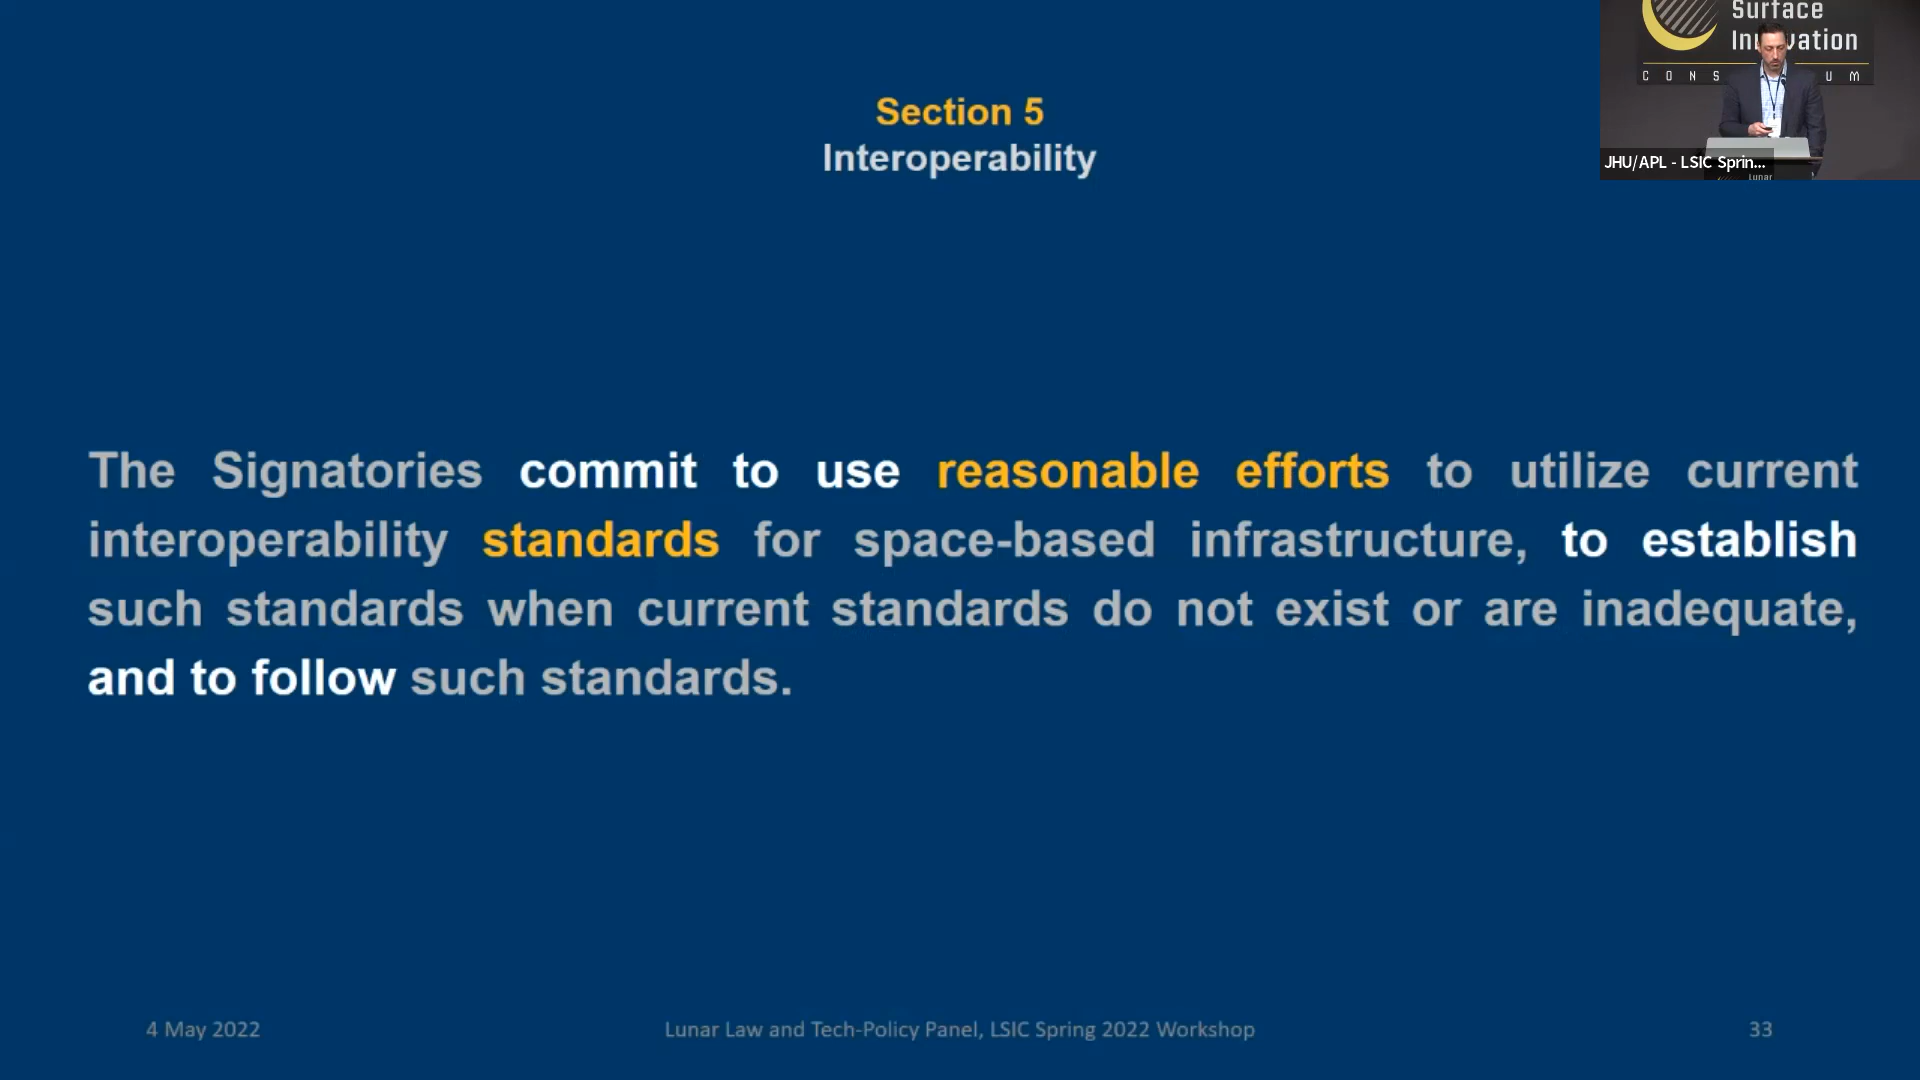 Surface
Section 5
Interoperability
JHU/APL - LSIC Sprin...
Lunar
The Signatories commit to use reasonable efforts to utilize current
interoperability standards for space-based infrastructure, to establish
such standards when current standards do not exist or are inadequate,
and to follow such standards.
4 May 2022
Lunar Law and Tech-Policy Panel, LSIC Spring 2022 Workshop
33